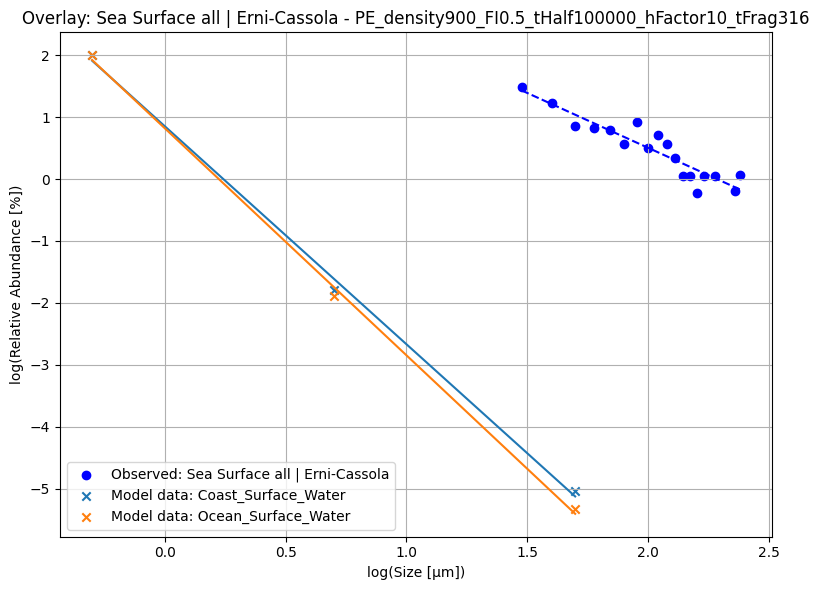 Overlay: Sea Surface all | Erni-Cassola - PE_density900_FI0.5_tHalf100000_hFactor10_tFrag316
log(Relative Abundance [%])
2
1
0
−1
−2
−3
−4
−5
Observed: Sea Surface all | Erni-Cassola
Model data: Coast_Surface_Water
Model data: Ocean_Surface_Water
0.0 0.5 1.0 1.5 2.0 2.5
log(Size [μm])